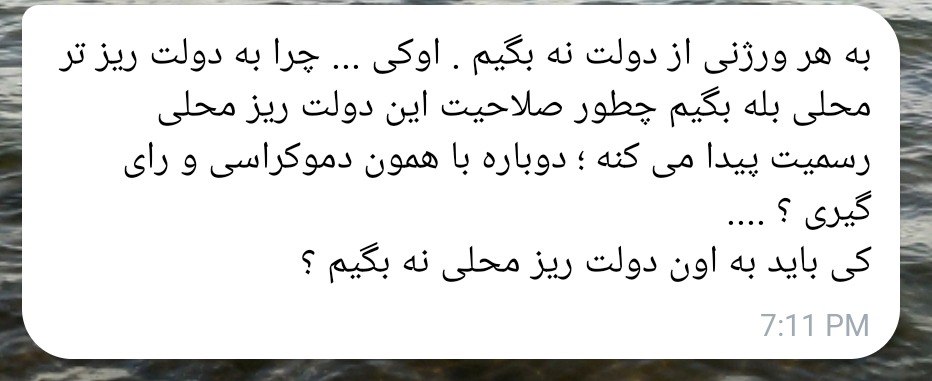 به هر ورژنی از دولت نه بگیم . اوکی ... چرا به دولت ریز تر
محلی بله بگیم چطور صلاحیت این دولت ریز محلی
رسمیت پیدا می کنه ؛ دوباره با همون دموکراسی و رای
گیری ؟ ....
کی باید به اون دولت ریز محلی نه بگیم ؟
7:11 PM